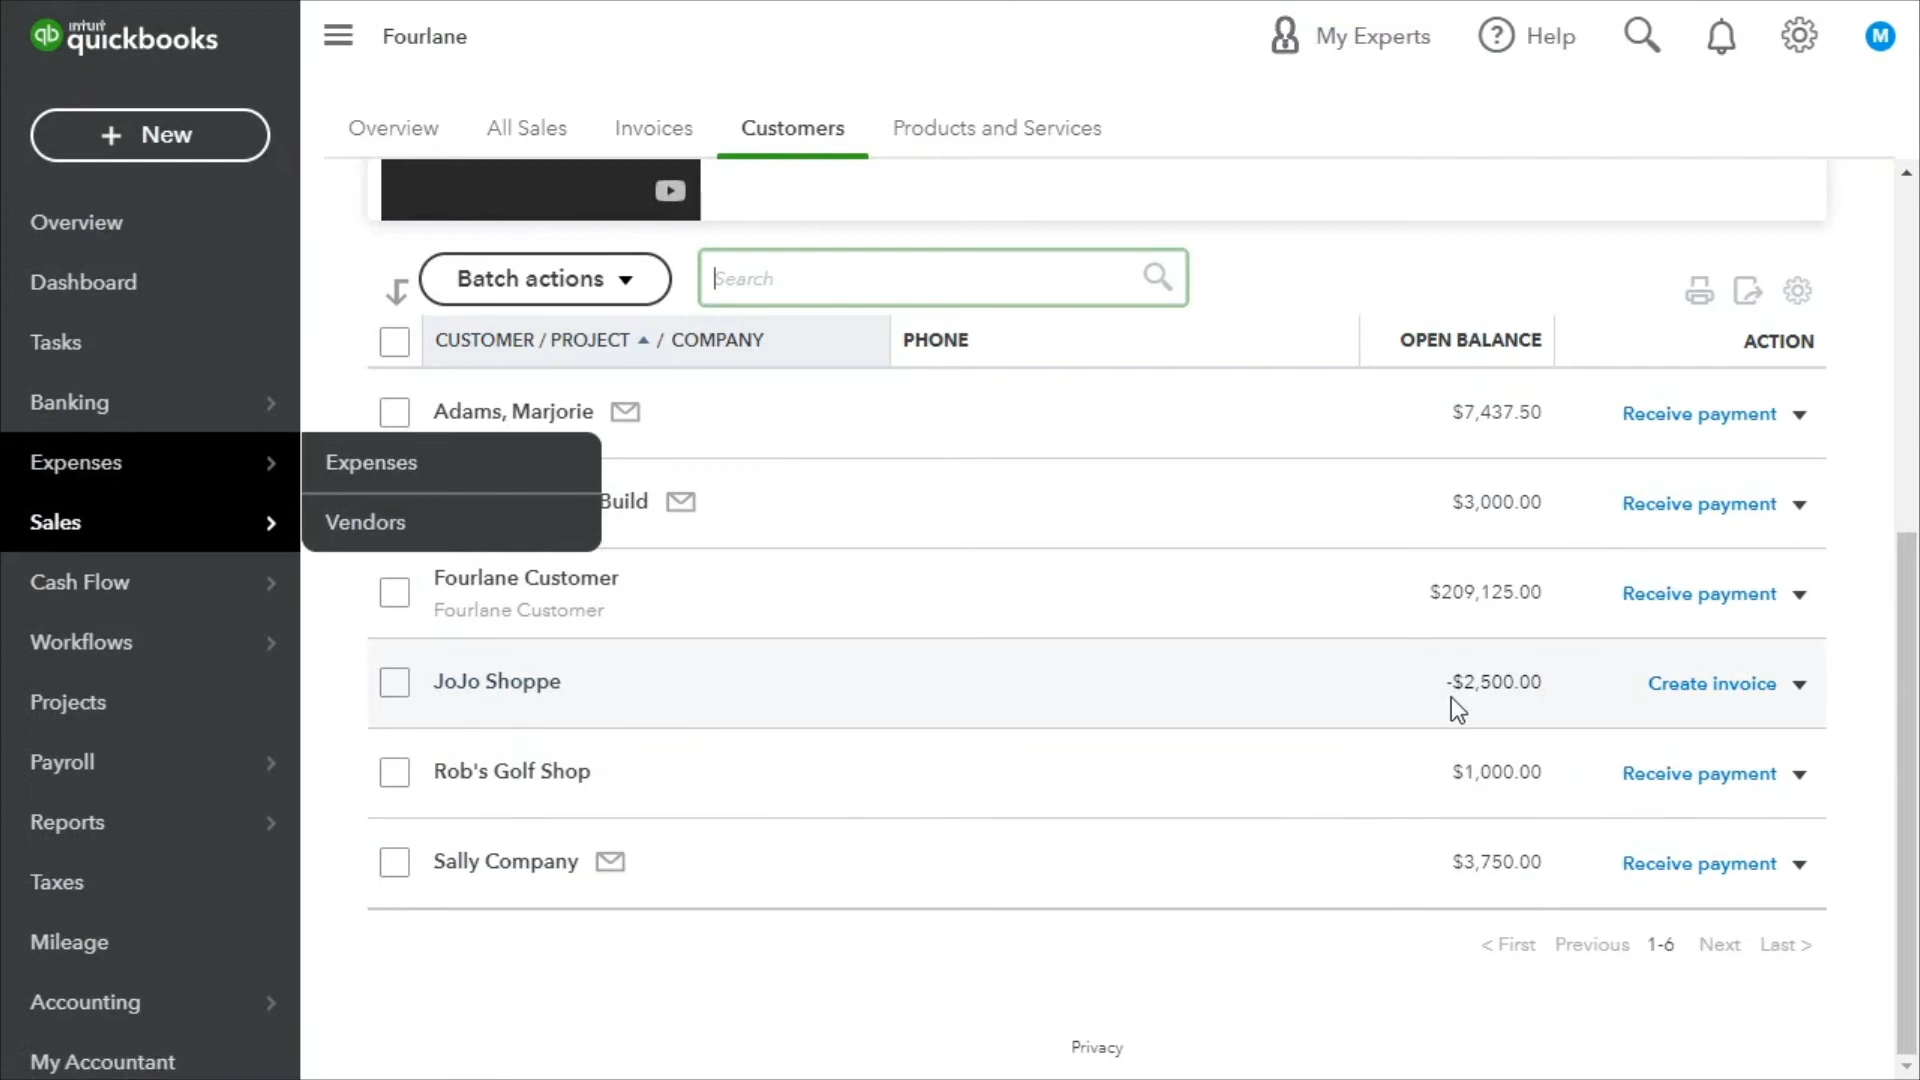 intuit
quickbooks
qb
Fourlane
My Experts
? Help
M
+ New
Overview
All Sales
Invoices
Customers
Products and Services
Overview
Dashboard
Tasks
Banking
Expenses
Sales
Cash Flow
Workflows
Projects
Payroll
Reports
Taxes
Mileage
Accounting
My Accountant
Expenses
Vendors
Batch actions
Search
CUSTOMER / PROJECT / COMPANY PHONE OPEN BALANCE ACTION
Adams, Marjorie $7,437.50 Receive payment
Build $3,000.00 Receive payment
Fourlane Customer
Fourlane Customer
$209,125.00 Receive payment
JoJo Shoppe -$2,500.00 Create invoice
Rob's Golf Shop $1,000.00 Receive payment
Sally Company $3,750.00 Receive payment
< First Previous 1-6 Next Last >
Privacy